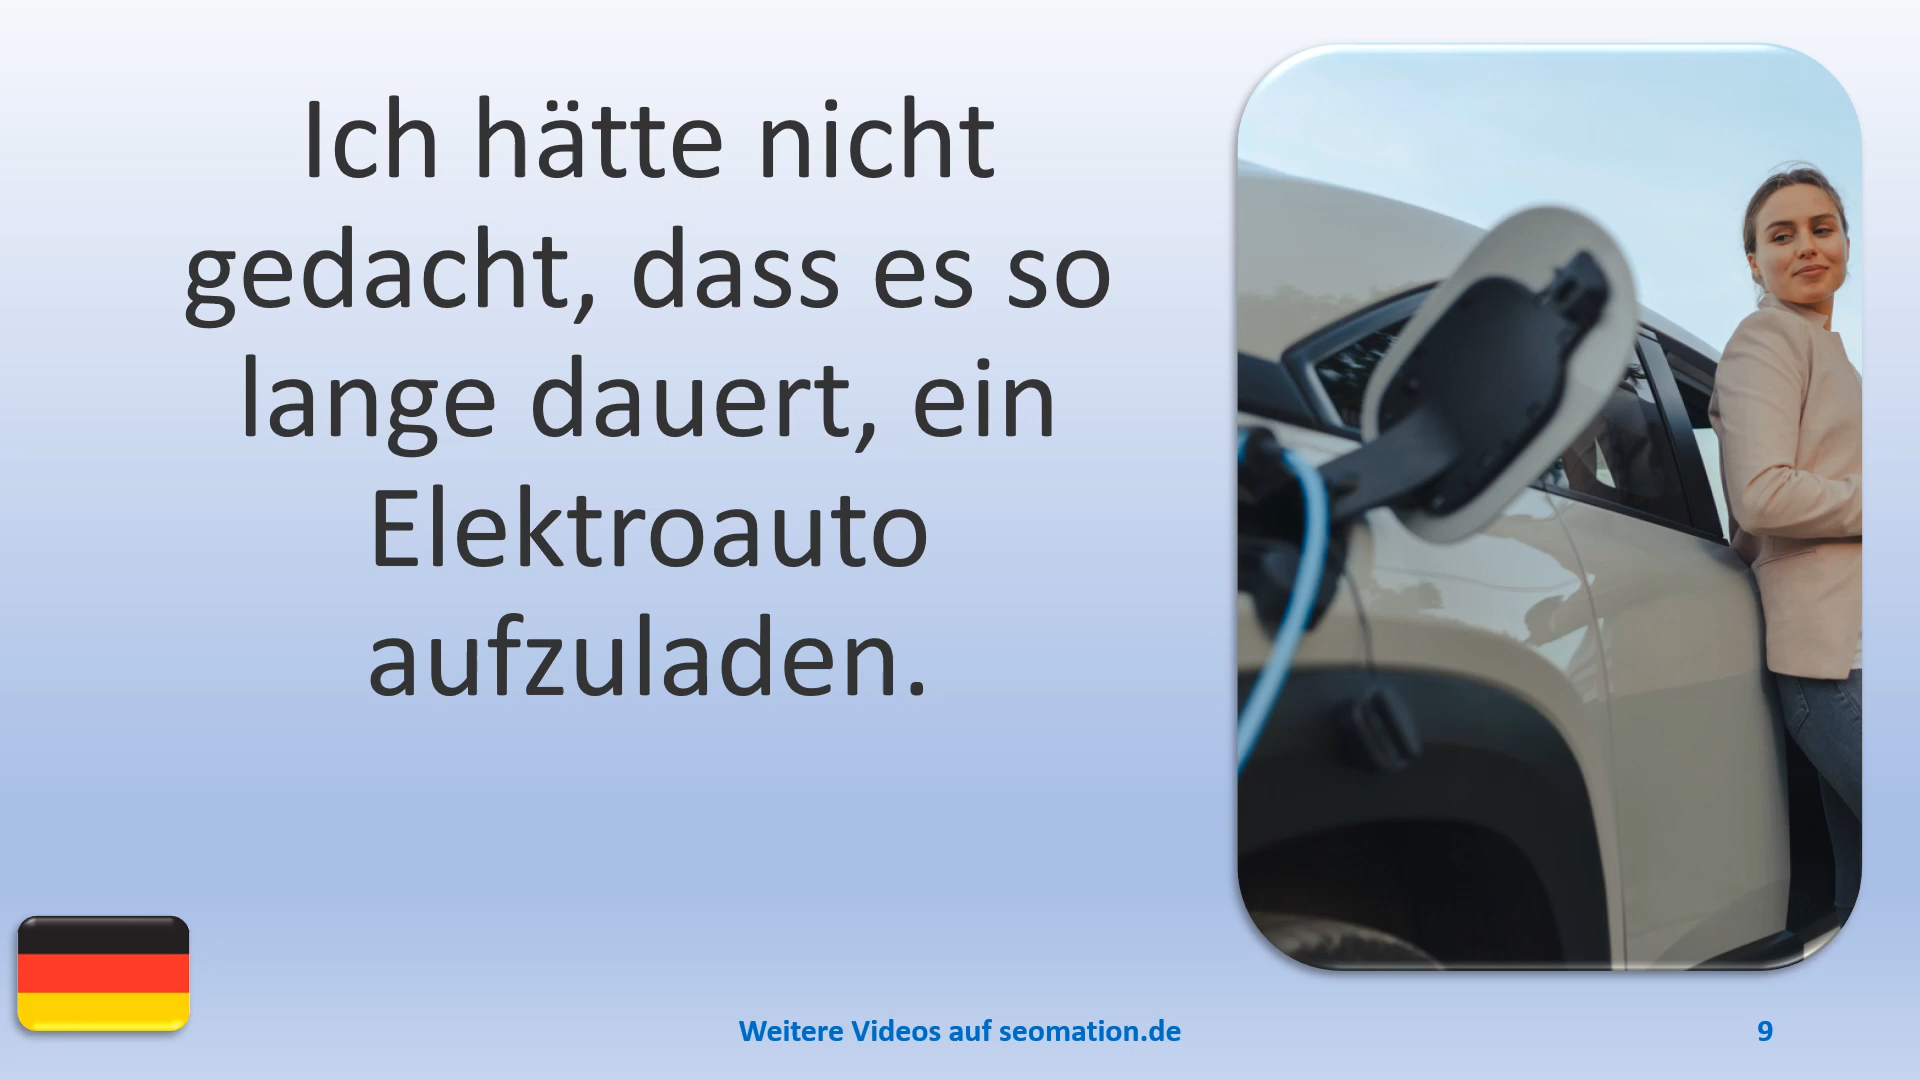 Ich hätte nicht
gedacht, dass es so
lange dauert, ein
Elektroauto
aufzuladen.
Weitere Videos auf seomation.de
9